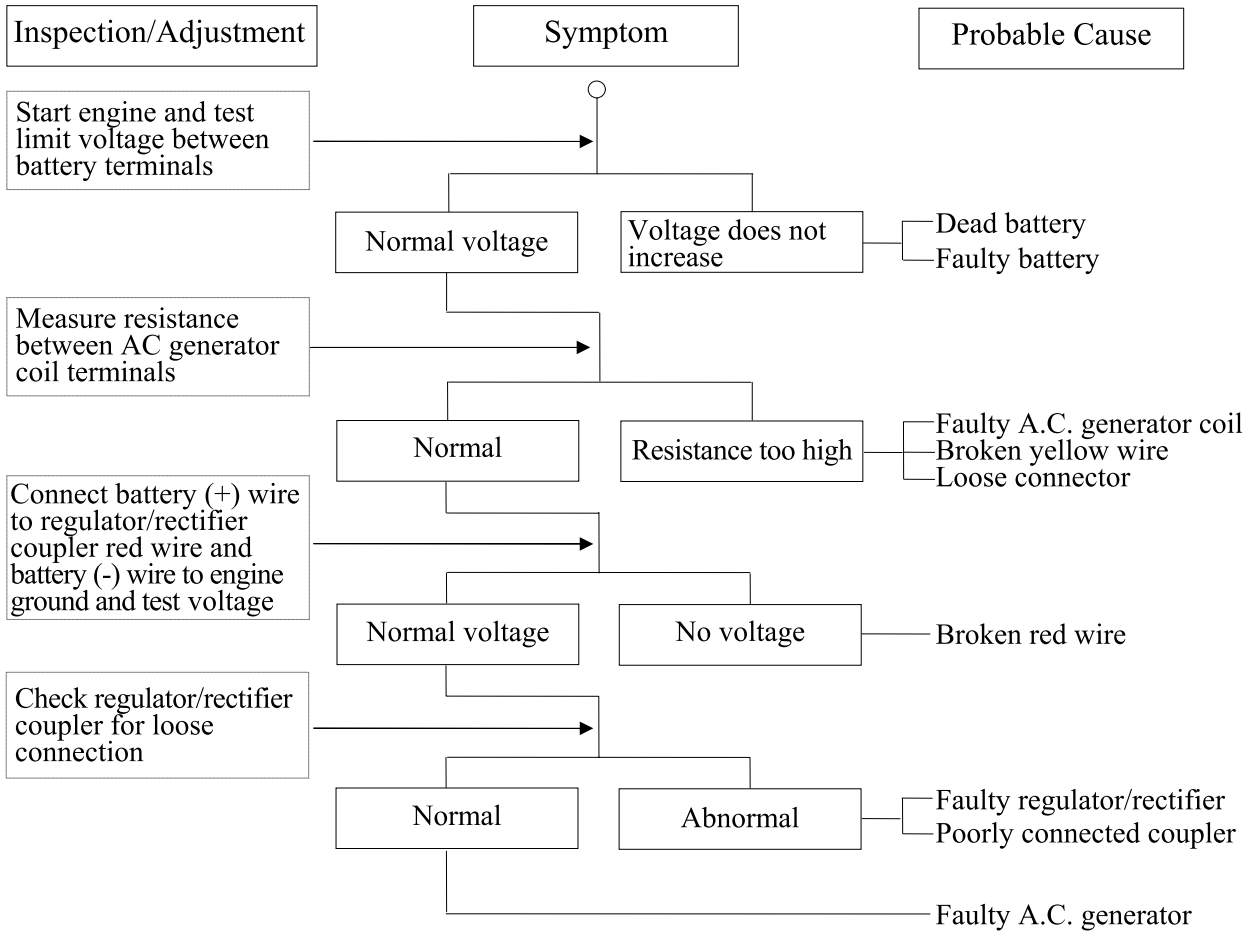 Inspection/Adjustment
Symptom
Probable Cause
Start engine and test
limit voltage between
battery terminals
Normal voltage
Voltage does not
increase
Dead battery
Faulty battery
Measure resistance
between AC generator
coil terminals
Normal
Resistance too high
Faulty A.C. generator coil
Broken yellow wire
Loose connector
Connect battery (+) wire
to regulator/rectifier
coupler red wire and
battery (-) wire to engine
ground and test voltage
Normal voltage
No voltage
Broken red wire
Check regulator/rectifier
coupler for loose
connection
Normal
Abnormal
Faulty regulator/rectifier
Poorly connected coupler
Faulty A.C. generator